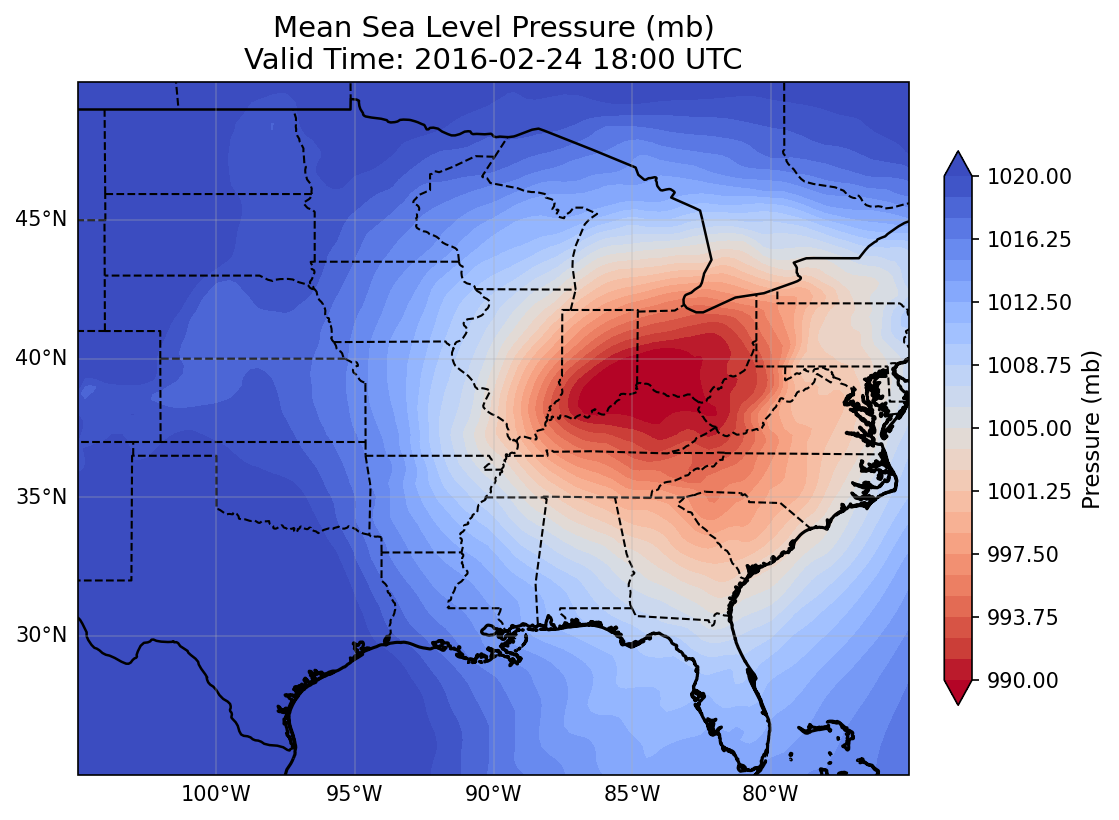 Mean Sea Level Pressure (mb)
Valid Time: 2016-02-24 18:00 UTC
45°N
40°N
35°N
30°N
100°W
95°W
90°W
85°W
80°W
1020.00
1016.25
1012.50
1008.75
1005.00
1001.25
997.50
993.75
990.00
Pressure (mb)